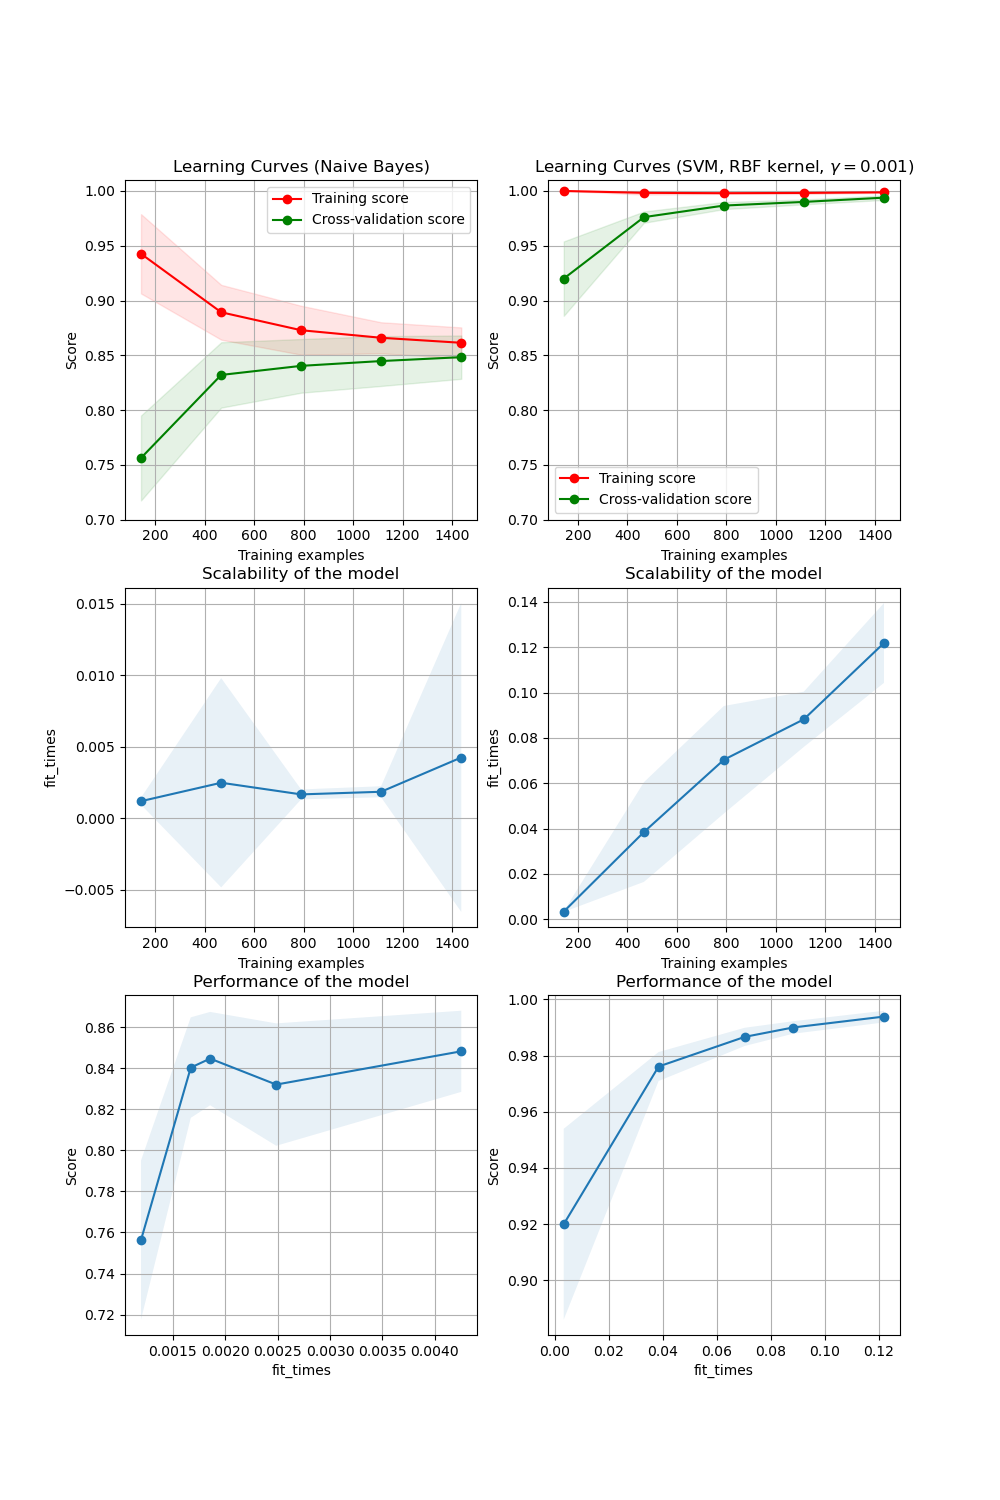 Learning Curves (Naive Bayes)
1.00
0.95
0.90
0.85
0.80
0.75
0.70
Score
Training score
Cross-validation score
200 400 600 800 1000 1200 1400
Training examples
Learning Curves (SVM, RBF kernel, γ = 0.001)
1.00
0.95
0.90
0.85
0.80
0.75
0.70
Score
Training score
Cross-validation score
200 400 600 800 1000 1200 1400
Training examples
Scalability of the model
0.015
0.010
0.005
0.000
−0.005
fit_times
200 400 600 800 1000 1200 1400
Training examples
Scalability of the model
0.14
0.12
0.10
0.08
0.06
0.04
0.02
0.00
fit_times
200 400 600 800 1000 1200 1400
Training examples
Performance of the model
0.86
0.84
0.82
0.80
0.78
0.76
0.74
0.72
Score
0.0015 0.0020 0.0025 0.0030 0.0035 0.0040
fit_times
Performance of the model
1.00
0.98
0.96
0.94
0.92
0.90
Score
0.00 0.02 0.04 0.06 0.08 0.10 0.12
fit_times